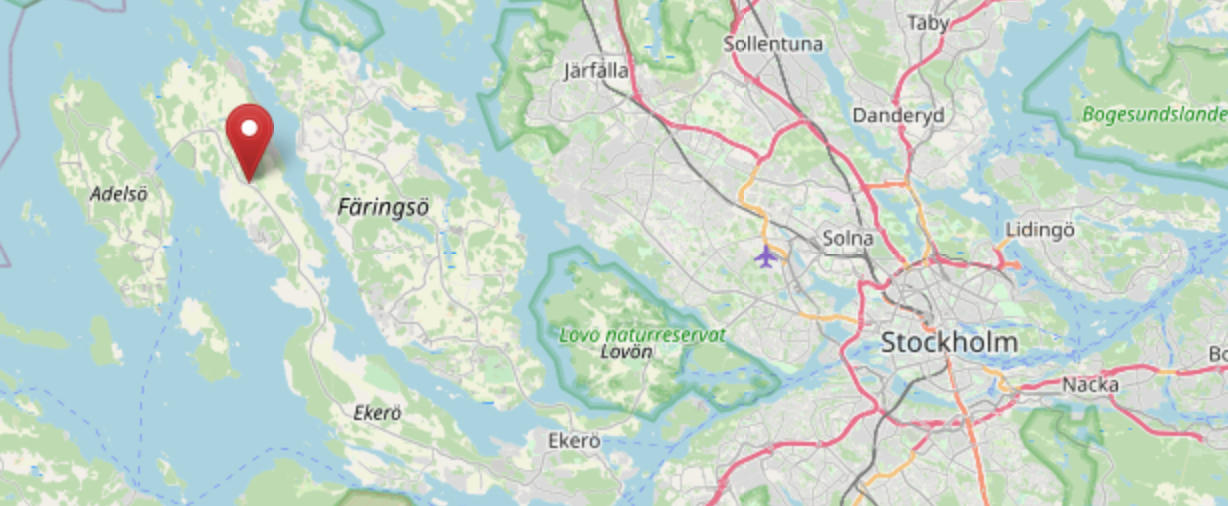 Täby
Sollentuna
Järfälla
Danderyd
Bogesundslande
Adelsö
Färingsö
Lidingö
Solna
Lovö naturreservat
Lovön
Stockholm
Bo
Nacka
Ekerö
Ekerö